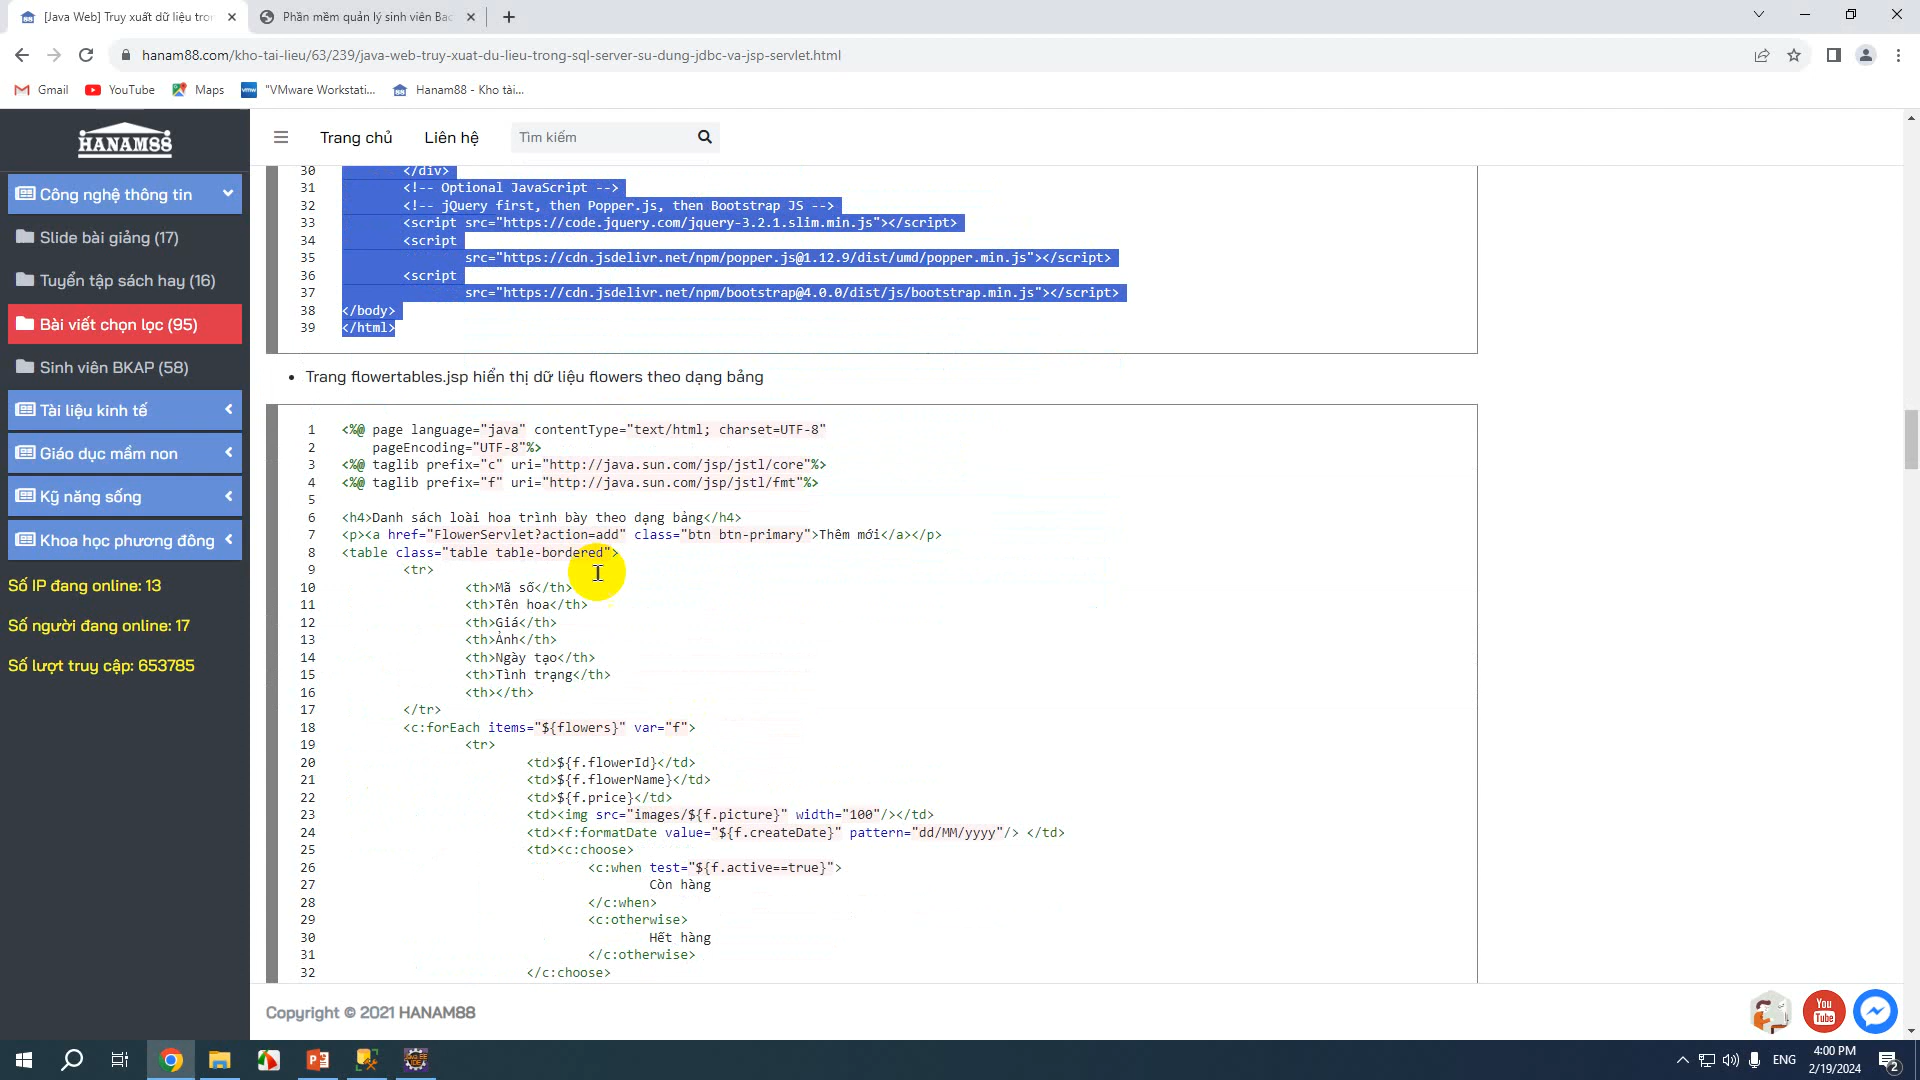 [Java Web] Truy xuất dữ liệu tro
Phần mềm quản lý sinh viên Bac
hanam88.com/kho-tai-lieu/63/239/java-web-truy-xuat-du-lieu-trong-sql-server-su-dung-jdbc-va-jsp-servlet.html
Gmail
YouTube
Maps
"VMware Workstati...
Hanam88 - Kho tài...
HANAM88
Trang chủ
Liên hệ
Tìm kiếm
Công nghệ thông tin
Slide bài giảng (17)
Tuyển tập sách hay (16)
Bài viết chọn lọc (95)
Sinh viên BKAP (58)
Tài liệu kinh tế
Giáo dục mầm non
Kỹ năng sống
Khoa học phương đông
Số IP đang online: 13
Số người đang online: 17
Số lượt truy cập: 653785
30 </div>
31 <!-- Optional JavaScript -->
32 <!-- jQuery first, then Popper.js, then Bootstrap JS -->
33 <script src="https://code.jquery.com/jquery-3.2.1.slim.min.js"></script>
34 <script
35 src="https://cdn.jsdelivr.net/npm/popper.js@1.12.9/dist/umd/popper.min.js"></script>
36 <script
37 src="https://cdn.jsdelivr.net/npm/bootstrap@4.0.0/dist/js/bootstrap.min.js"></script>
38 </body>
39 </html>
• Trang flowertables.jsp hiển thị dữ liệu flowers theo dạng bảng
1 <%@ page language="java" contentType="text/html; charset=UTF-8"
2 pageEncoding="UTF-8"%>
3 <%@ taglib prefix="c" uri="http://java.sun.com/jsp/jstl/core"%>
4 <%@ taglib prefix="f" uri="http://java.sun.com/jsp/jstl/fmt"%>
5
6 <h4>Danh sách loài hoa trình bày theo dạng bảng</h4>
7 <p><a href="FlowerServlet?action=add" class="btn btn-primary">Thêm mới</a></p>
8 <table class="table table-bordered">
9 <tr>
10 <th>Mã số</th>
11 <th>Tên hoa</th>
12 <th>Giá</th>
13 <th>Ảnh</th>
14 <th>Ngày tạo</th>
15 <th>Tình trạng</th>
16 <th></th>
17 </tr>
18 <c:forEach items="${flowers}" var="f">
19 <tr>
20 <td>${f.flowerId}</td>
21 <td>${f.flowerName}</td>
22 <td>${f.price}</td>
23 <td><img src="images/${f.picture}" width="100"/></td>
24 <td><f:formatDate value="${f.createDate}" pattern="dd/MM/yyyy"/> </td>
25 <td><c:choose>
26 <c:when test="${f.active==true}">
27 Còn hàng
28 </c:when>
29 <c:otherwise>
30 Hết hàng
31 </c:otherwise>
32 </c:choose>
Copyright © 2021 HANAM88
You
Tube
ENG
4:00 PM
2/19/2024
2